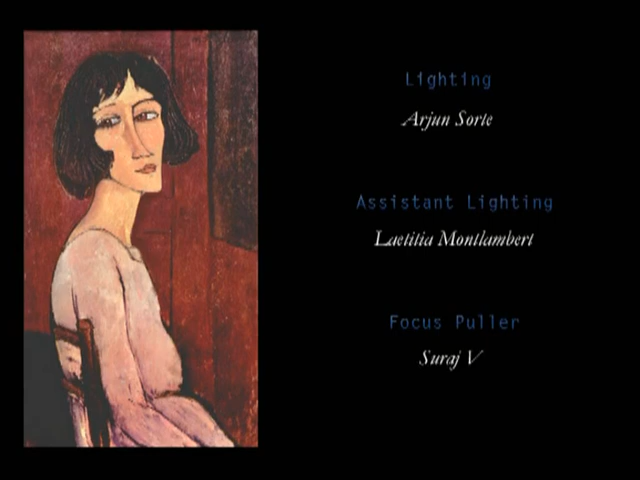 Lighting
Arjun Sorte
Assistant Lighting
Laetitia Montlambert
Focus Puller
Suraj V